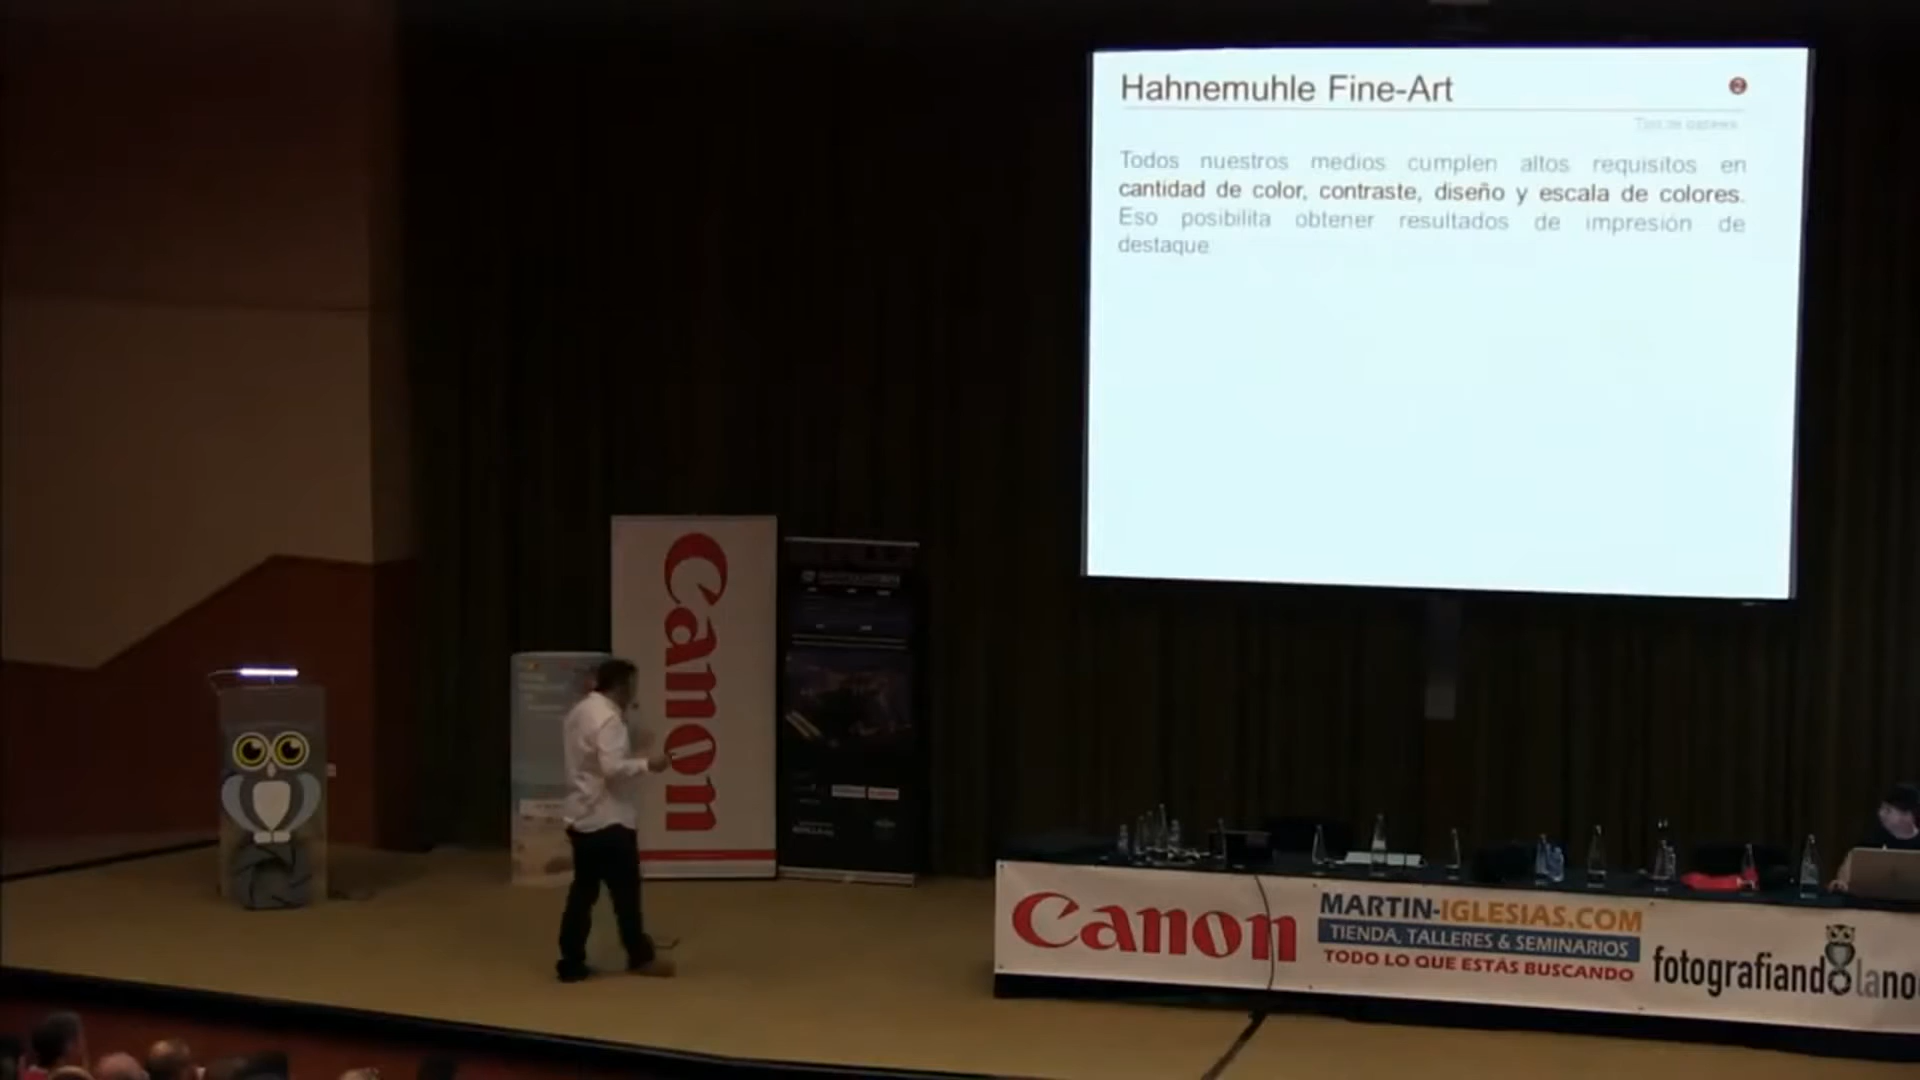 Hahnemuhle Fine-Art
2
Todos nuestros medios cumplen altos requisitos en
cantidad de color, contraste, diseño y escala de colores.
Eso posibilita obtener resultados de impresión de
destaque
Canon
Canon
MARTIN-IGLESIAS.COM
TIENDA, TALLERES & SEMINARIOS
TODO LO QUE ESTÁS BUSCANDO
fotografiando lano